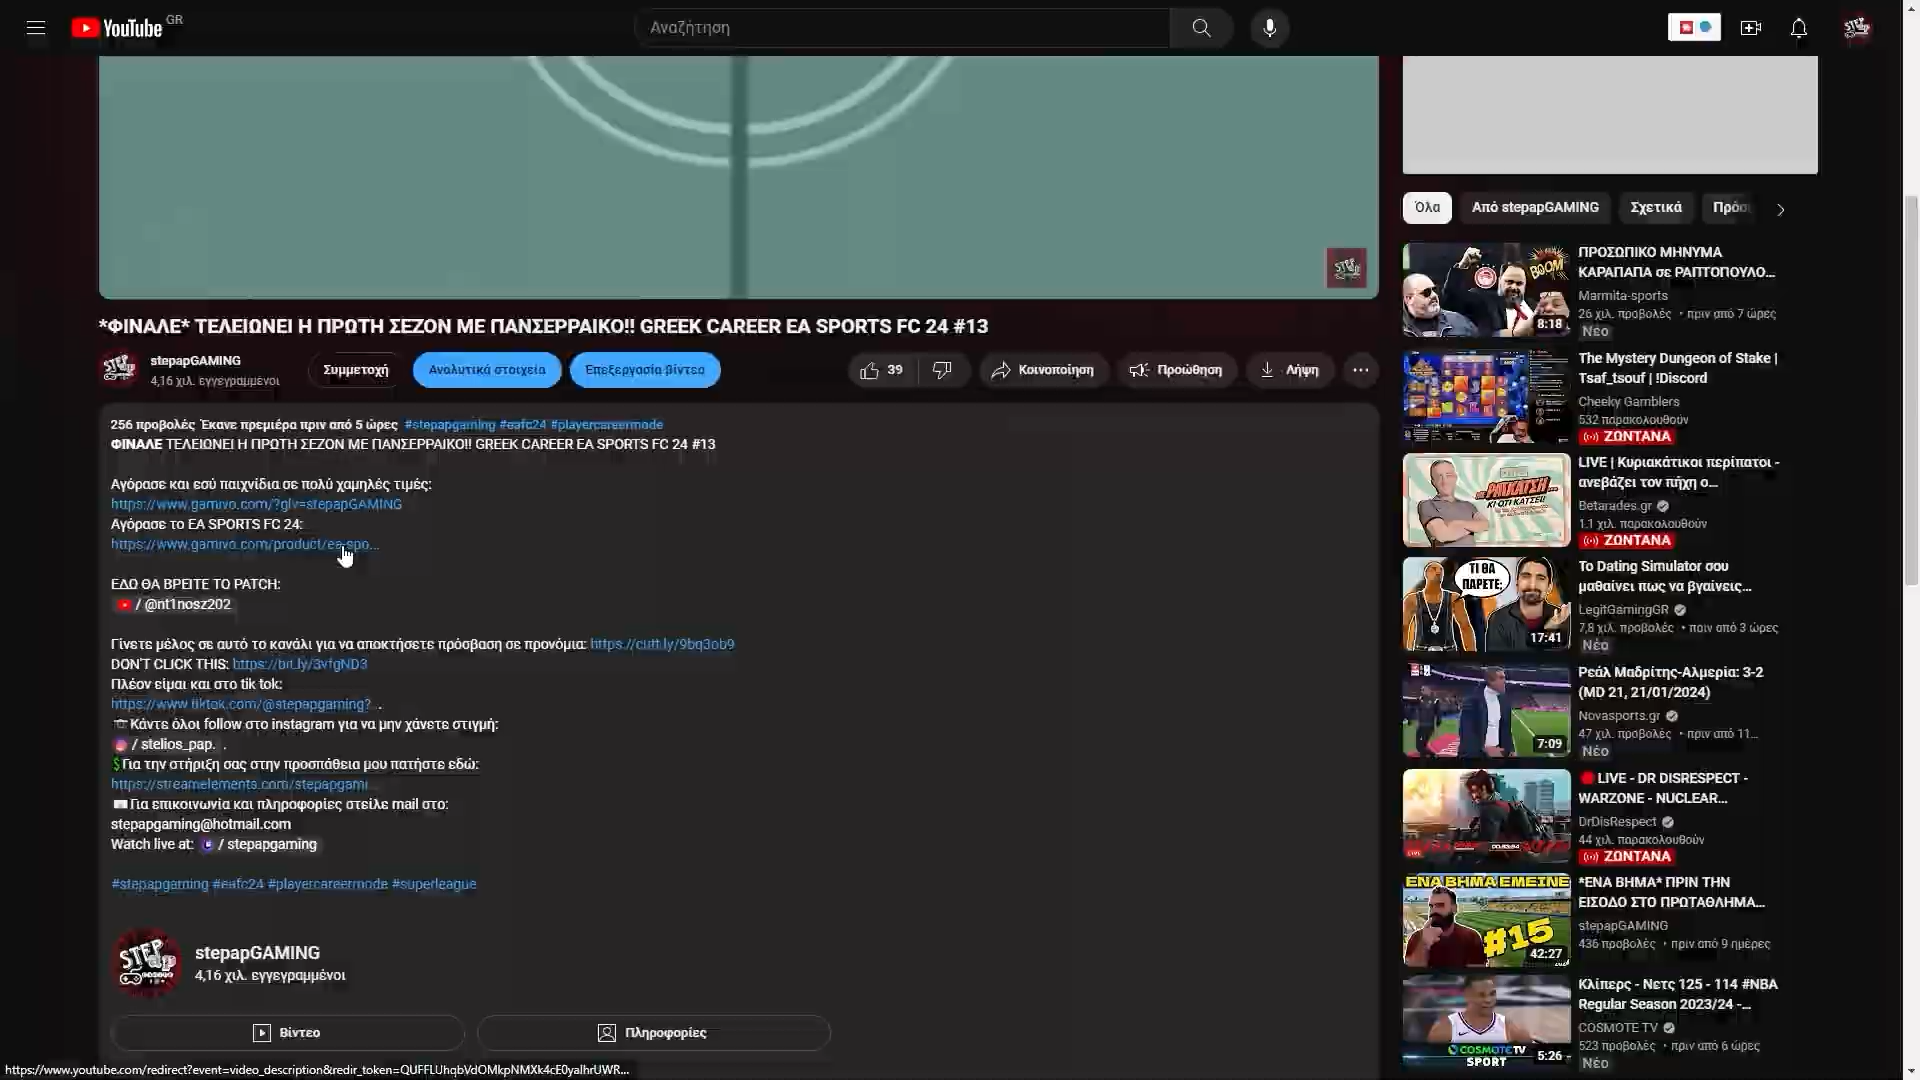 YouTube GR
Αναζήτηση
*ΦΙΝΑΛΕ* ΤΕΛΕΙΩΝΕΙ Η ΠΡΩΤΗ ΣΕΖΟΝ ΜΕ ΠΑΝΣΕΡΡΑΙΚΟ!! GREEK CAREER EA SPORTS FC 24 #13
stepapGAMING
4,16 χιλ. εγγεγραμμένοι
Συμμετοχή
Αναλυτικά στοιχεία
Επεξεργασία βίντεο
39
Κοινοποίηση
Προώθηση
Λήψη
256 προβολές Έκανε πρεμιέρα πριν από 5 ώρες #stepapgaming #eafc24 #playercareermode
ΦΙΝΑΛΕ ΤΕΛΕΙΩΝΕΙ Η ΠΡΩΤΗ ΣΕΖΟΝ ΜΕ ΠΑΝΣΕΡΡΑΙΚΟ!! GREEK CAREER EA SPORTS FC 24 #13
Αγόρασε και εσύ παιχνίδια σε πολύ χαμηλές τιμές:
https://www.gamivo.com/?glv=stepapGAMING
Αγόρασε το EA SPORTS FC 24:
https://www.gamivo.com/product/ea-spo...
ΕΔΩ ΘΑ ΒΡΕΙΤΕ ΤΟ PATCH:
/ @nt1nosz202
Γίνετε μέλος σε αυτό το κανάλι για να αποκτήσετε πρόσβαση σε προνόμια: https://cutt.ly/9bq3ob9
DON'T CLICK THIS: https://bit.ly/3vfgND3
Πλέον είμαι και στο tik tok:
https://www.tiktok.com/@stepapgaming?...
Κάντε όλοι follow στο instagram για να μην χάνετε στιγμή:
/ stelios_pap. .
Για την στήριξη σας στην προσπάθεια μου πατήστε εδώ:
https://streamelements.com/stepapgami...
Για επικοινωνία και πληροφορίες στείλε mail στο:
stepapgaming@hotmail.com
Watch live at: / stepapgaming
#stepapgaming #eafc24 #playercareermode #superleague
stepapGAMING
4,16 χιλ. εγγεγραμμένοι
Βίντεο
Πληροφορίες
https://www.youtube.com/redirect?event=video_description&redir_token=QUFFLUhqbVdOMkpNMXk4cE0yalhrUWR...
Όλα
Από stepapGAMING
Σχετικά
BOOM
8:18
ΠΡΟΣΩΠΙΚΟ ΜΗΝΥΜΑ
ΚΑΡΑΠΑΠΑ σε ΡΑΠΤΟΠΟΥΛΟ...
Marmita-sports
26 χιλ. προβολές • πριν από 7 ώρες
Νέο
The Mystery Dungeon of Stake |
Tsaf_tsouf | !Discord
Cheeky Gamblers
532 παρακολουθούν
ΖΩΝΤΑΝΑ
ΚΙ ΟΤΙ ΚΑΤΣΕΙ!
LIVE | Κυριακάτικοι περίπατοι -
ανεβάζει τον πήχη ο...
Betarades.gr
1,1 χιλ. παρακολουθούν
ΖΩΝΤΑΝΑ
ΤΙ ΘΑ
ΠΑΡΕΤΕ;
17:41
Το Dating Simulator σου
μαθαίνει πως να βγαίνεις...
LegitGamingGR
7,8 χιλ. προβολές • πριν από 3 ώρες
Νέο
7:09
Ρεάλ Μαδρίτης-Αλμερία: 3-2
(MD 21, 21/01/2024)
Novasports.gr
47 χιλ. προβολές • πριν από 11...
Νέο
LIVE - DR DISRESPECT -
WARZONE - NUCLEAR...
DrDisRespect
44 χιλ. παρακολουθούν
ΖΩΝΤΑΝΑ
ΕΝΑ ΒΗΜΑ ΕΜΕΙΝΕ
#15
42:27
*ΕΝΑ ΒΗΜΑ* ΠΡΙΝ ΤΗΝ
ΕΙΣΟΔΟ ΣΤΟ ΠΡΩΤΑΘΛΗΜΑ...
stepapGAMING
436 προβολές • πριν από 9 ημέρες
COSMOTE TV
SPORT
5:26
Κλίπερς - Νετς 125 - 114 #NBA
Regular Season 2023/24 -...
COSMOTE TV
523 προβολές • πριν από 6 ώρες
Νέο